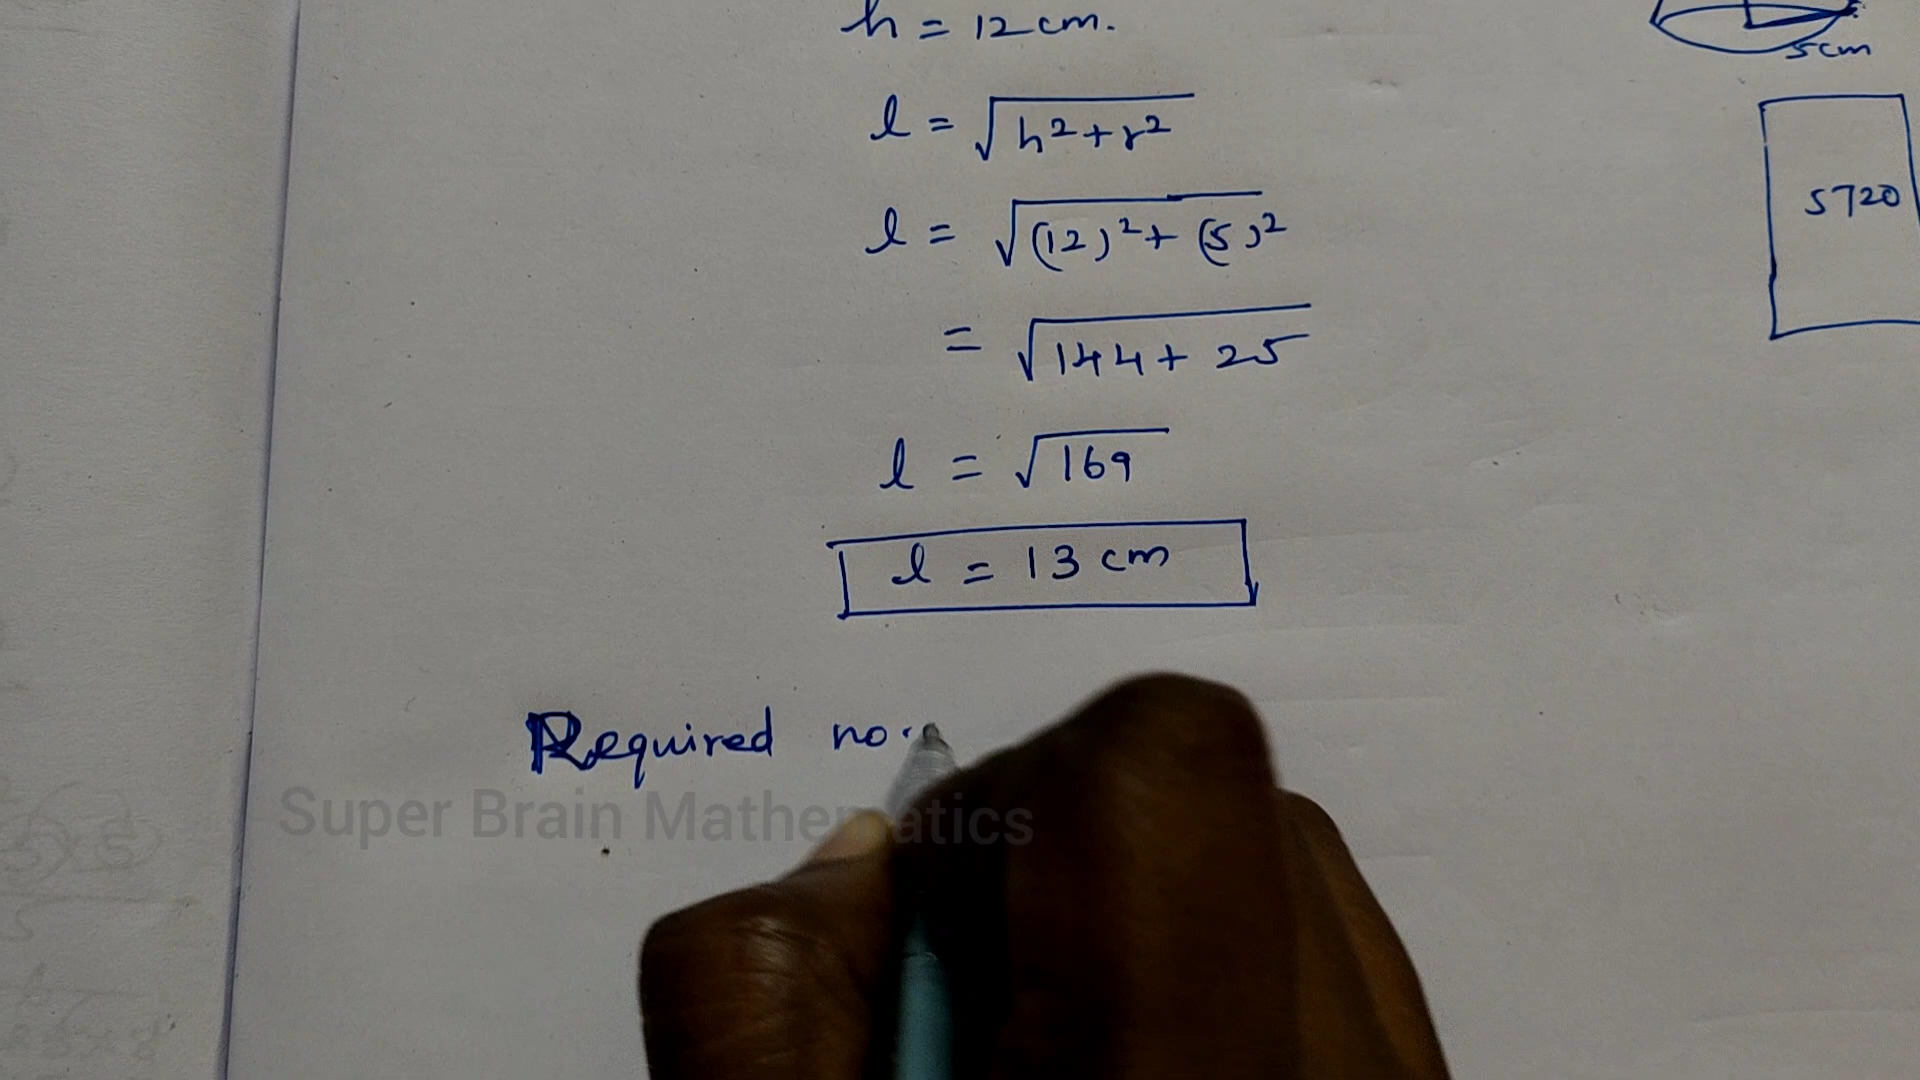 h = 12 cm.
5cm
l = √h²+r²
l = √(12)²+(5)²
5720
= √144+25
l = √169
l = 13 cm
Required no.
Super Brain Mathematics